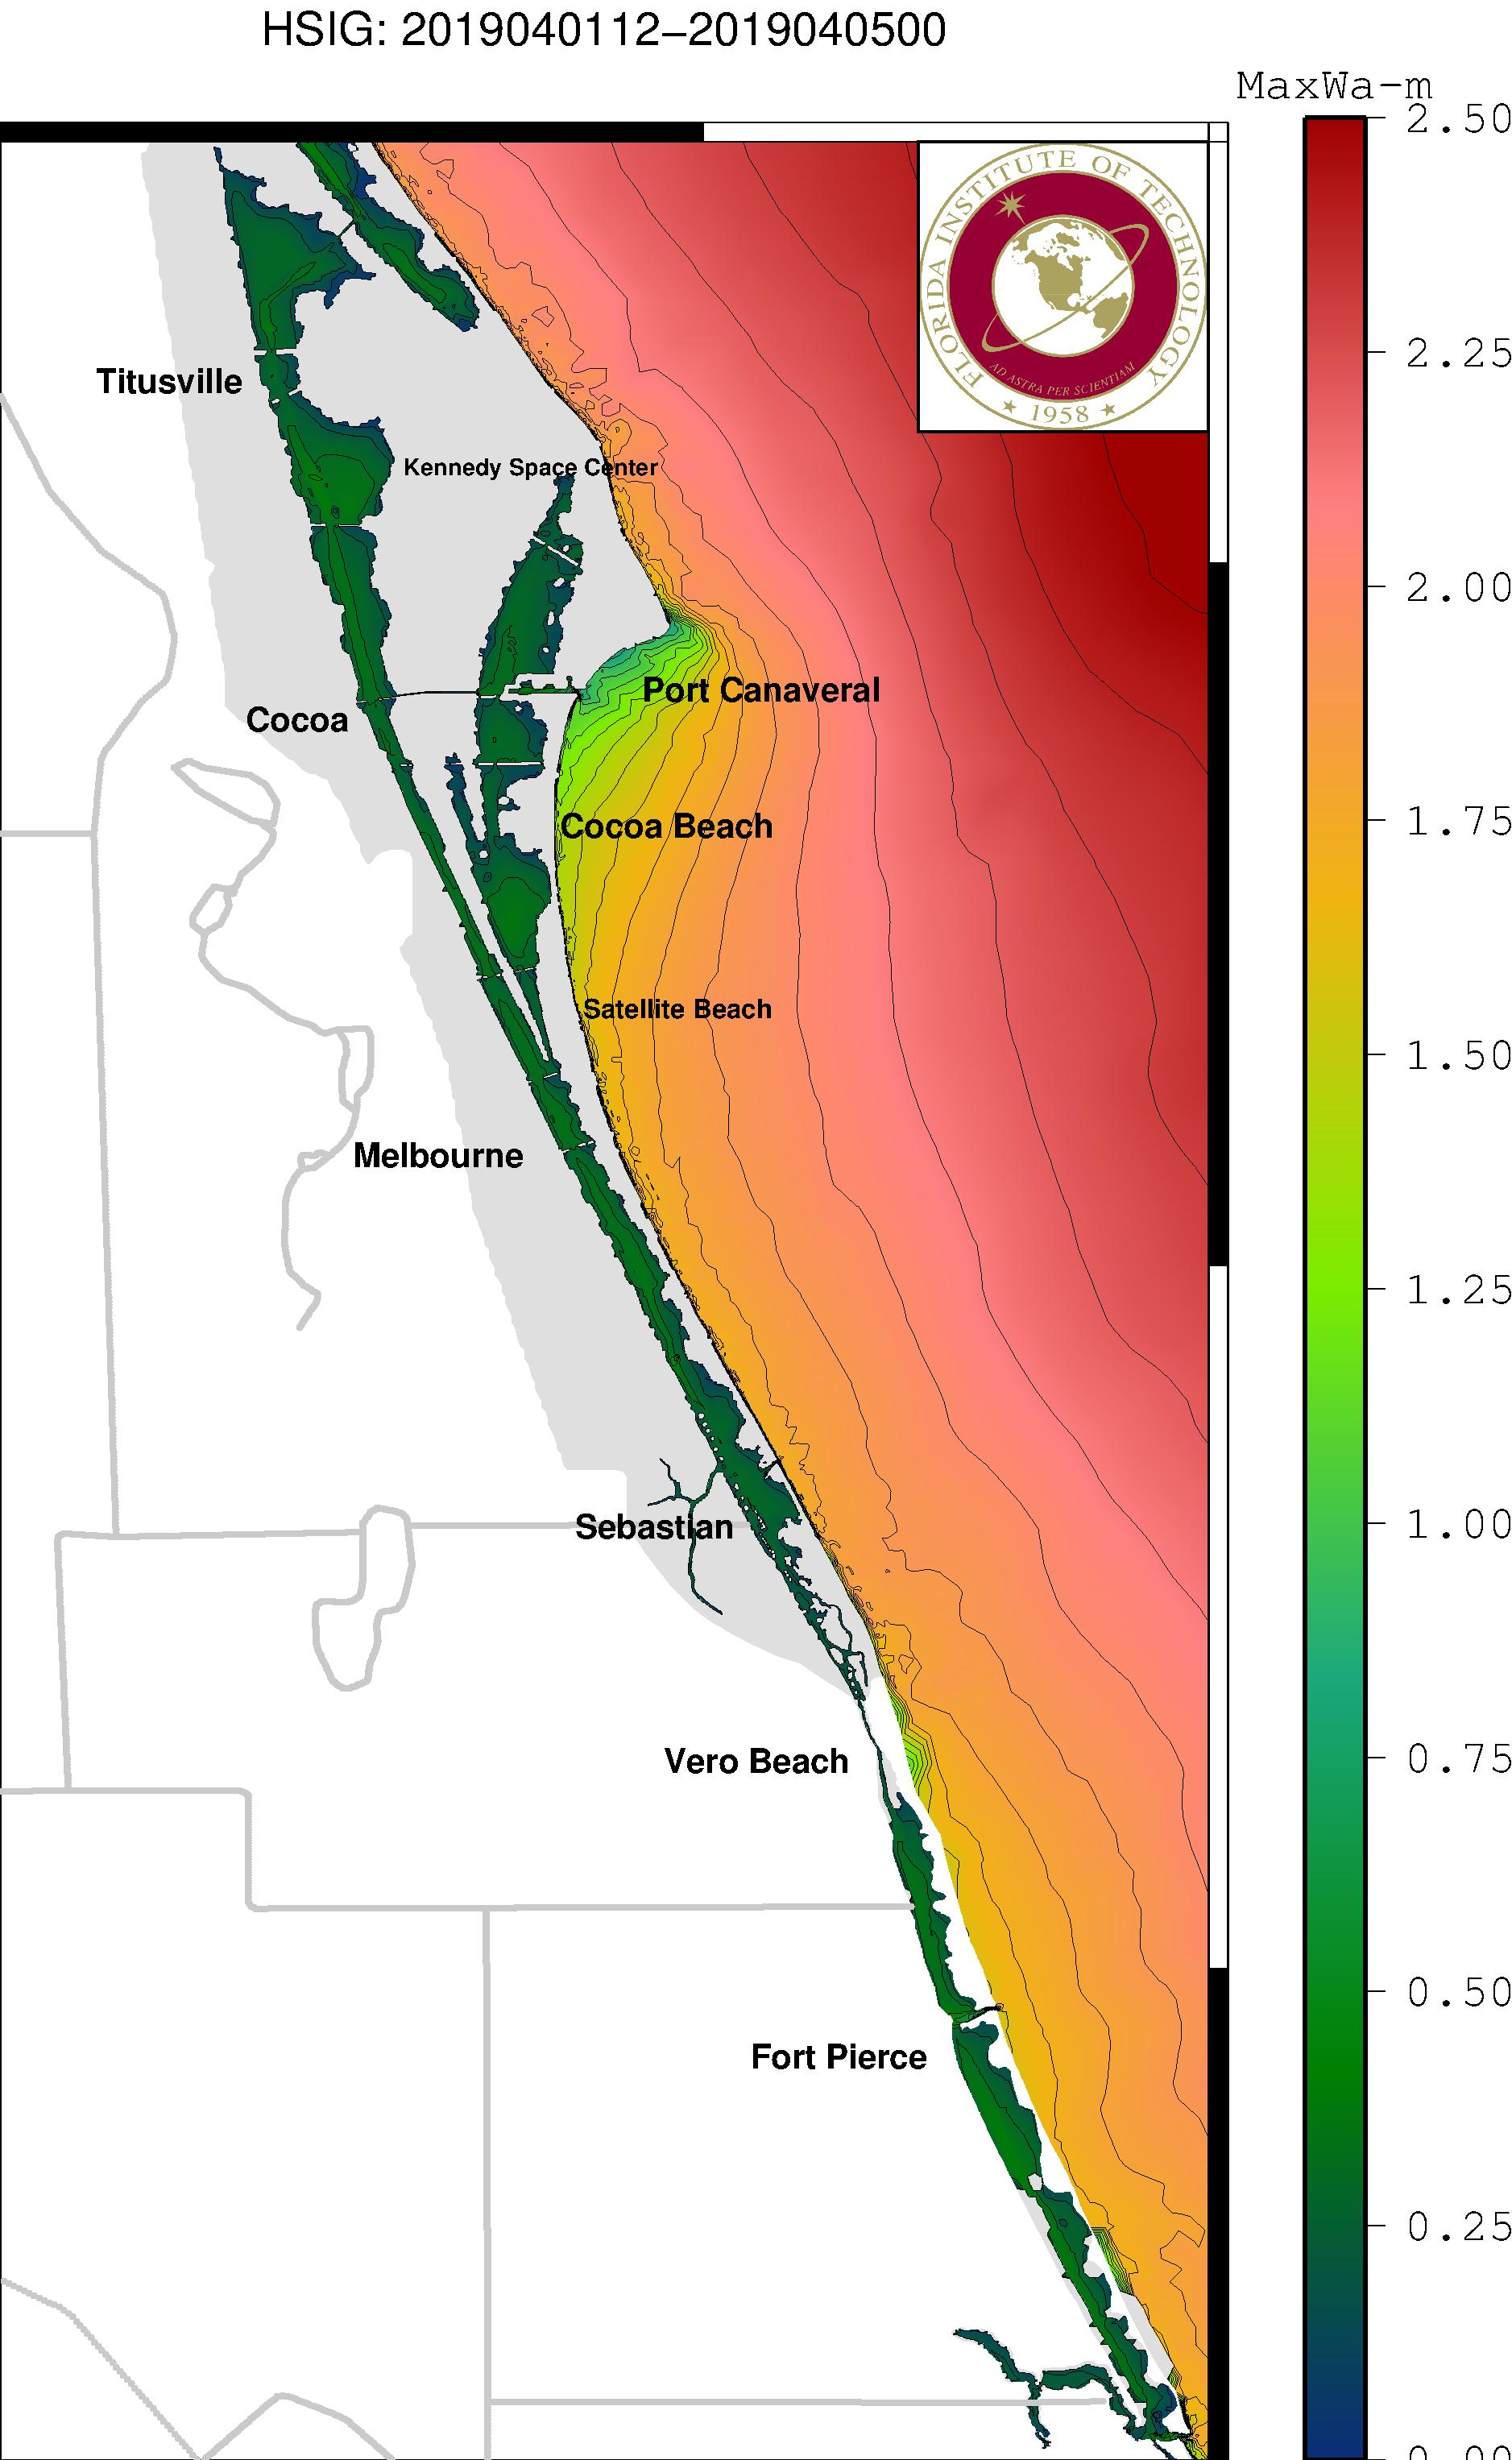 HSIG: 2019040112–2019040500
MaxWa-m
2.50
2.25
2.00
1.75
1.50
1.25
1.00
0.75
0.50
0.25
0.00
FLORIDA INSTITUTE OF TECHNOLOGY
AD ASTRA PER SCIENTIAM
★ 1958 ★
Titusville
Kennedy Space Center
Port Canaveral
Cocoa
Cocoa Beach
Satellite Beach
Melbourne
Sebastian
Vero Beach
Fort Pierce